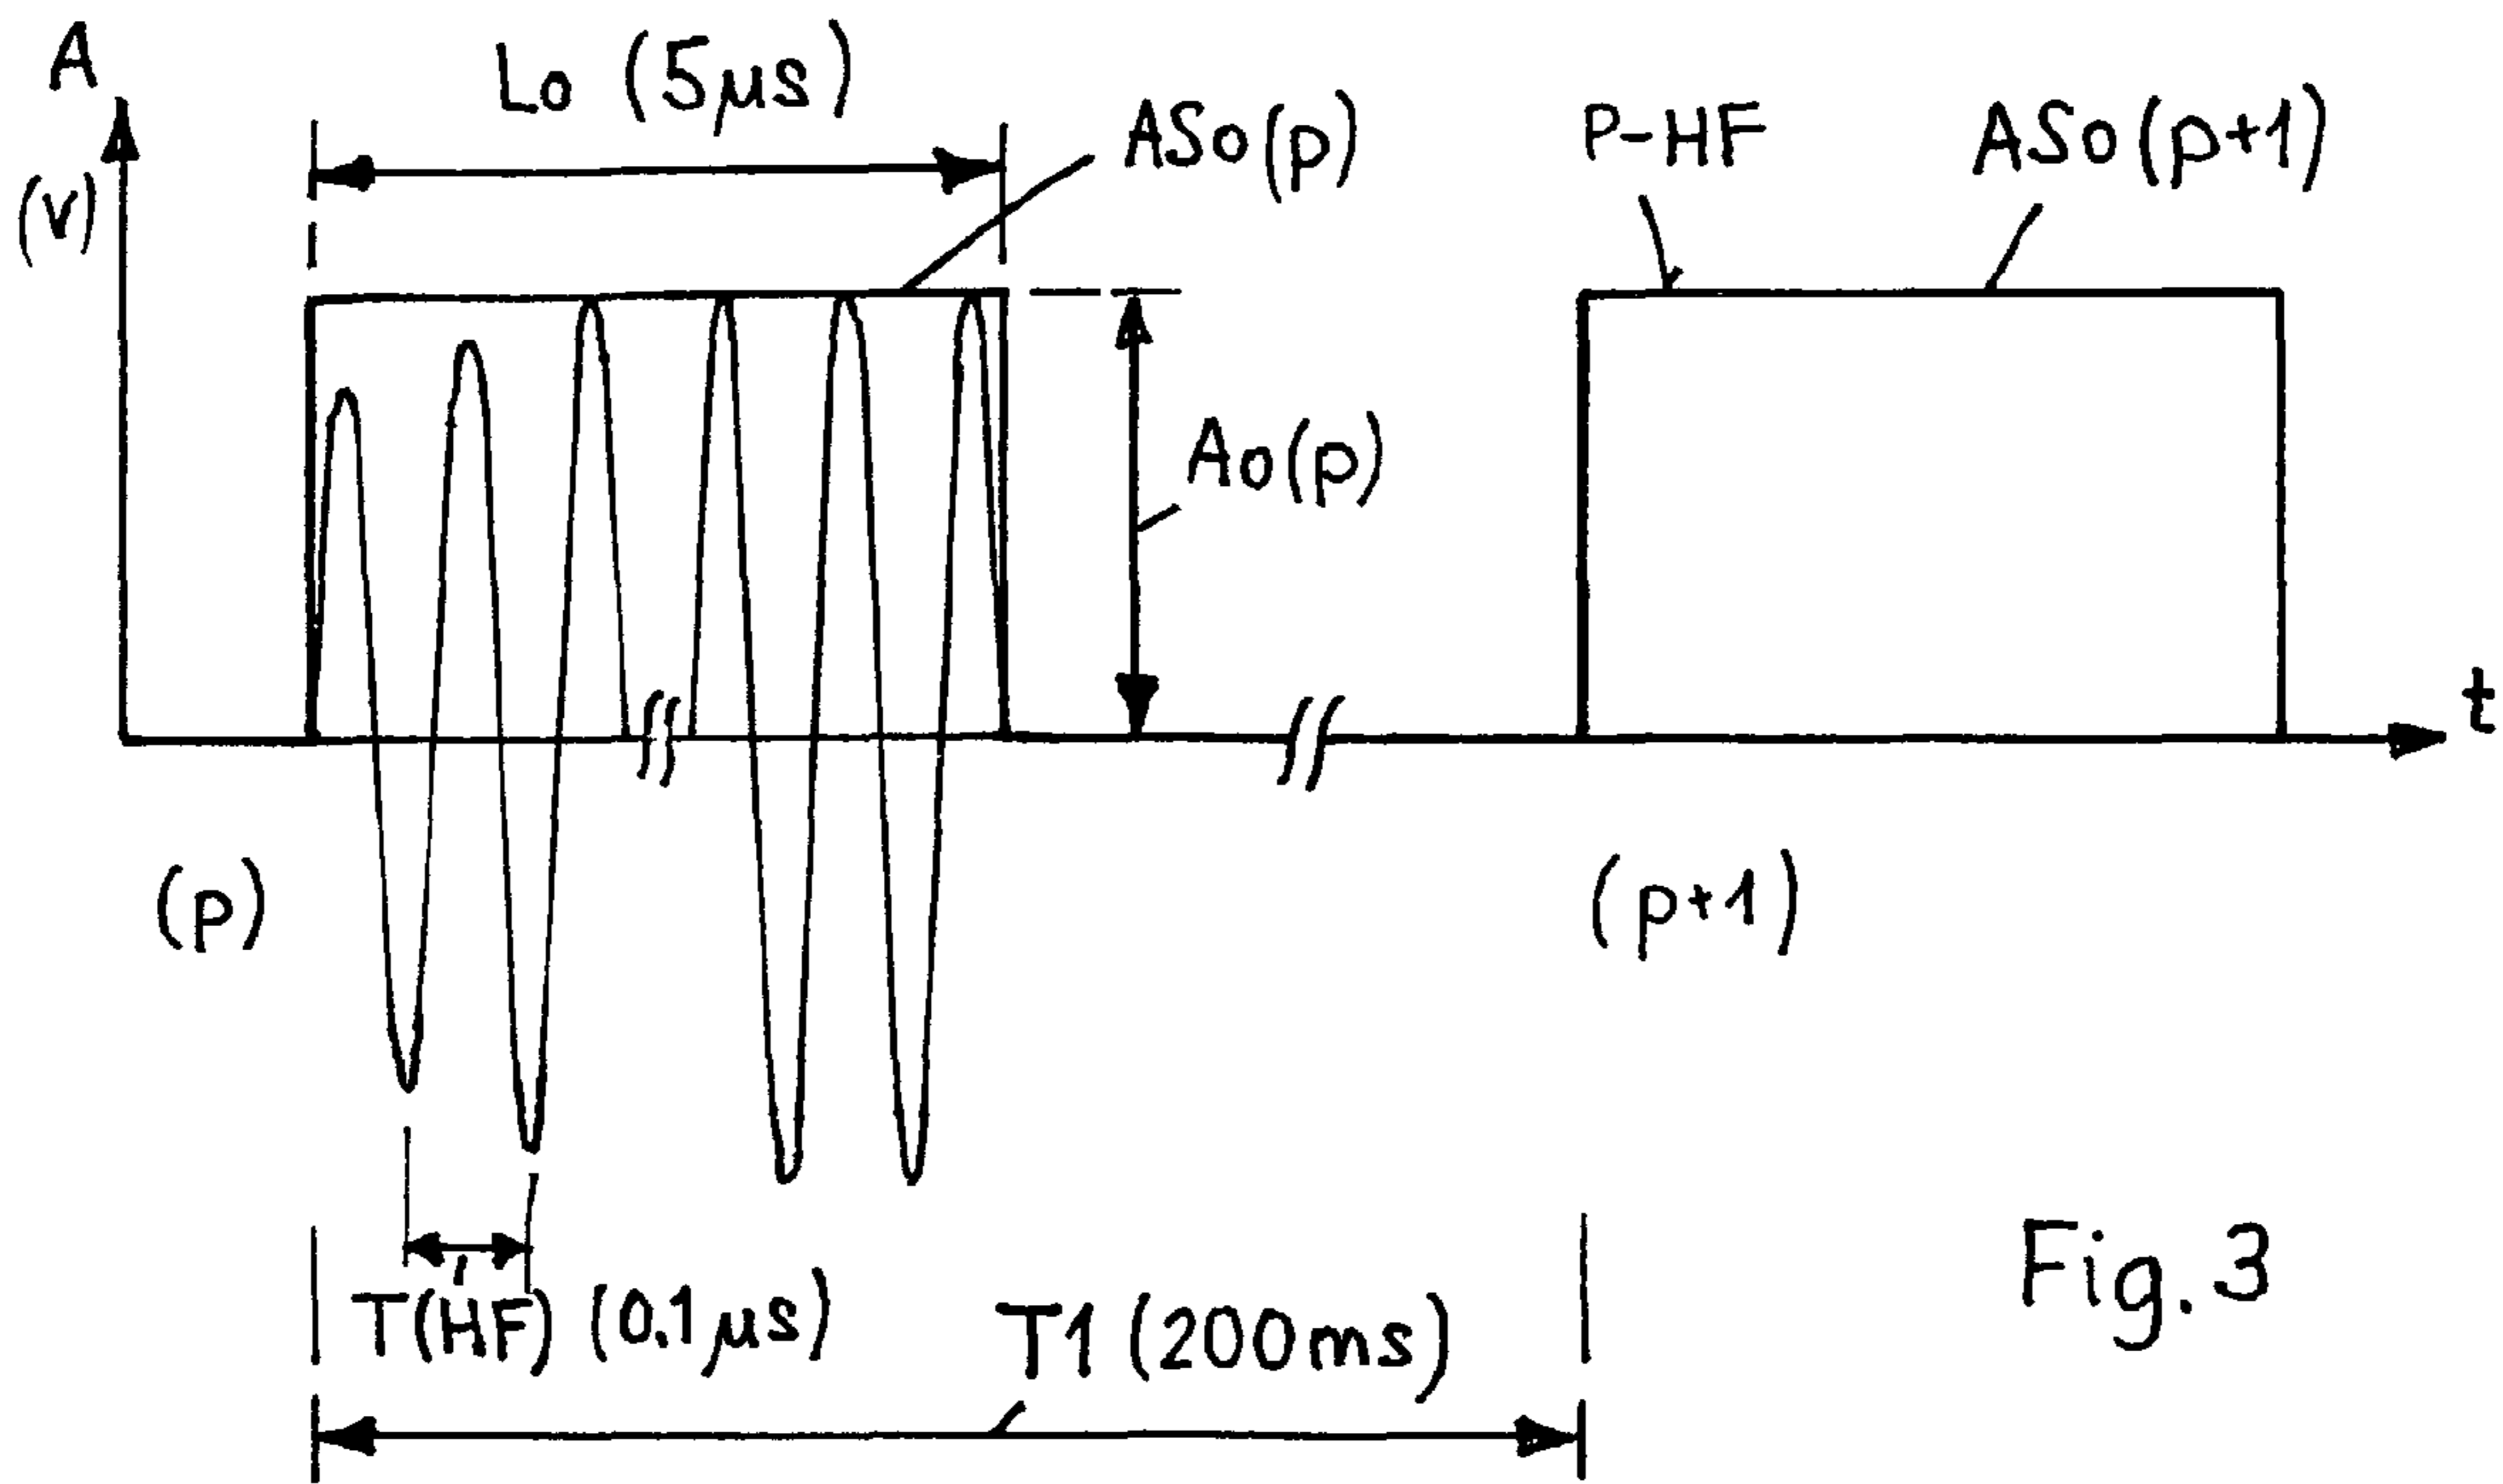 A
(V)
Lo (5µs)
ASo(p)
P-HF
ASo(p+1)
Ao(p)
t
(p)
(p+1)
T(HF) (0.1µs)
T1 (200ms)
Fig.3